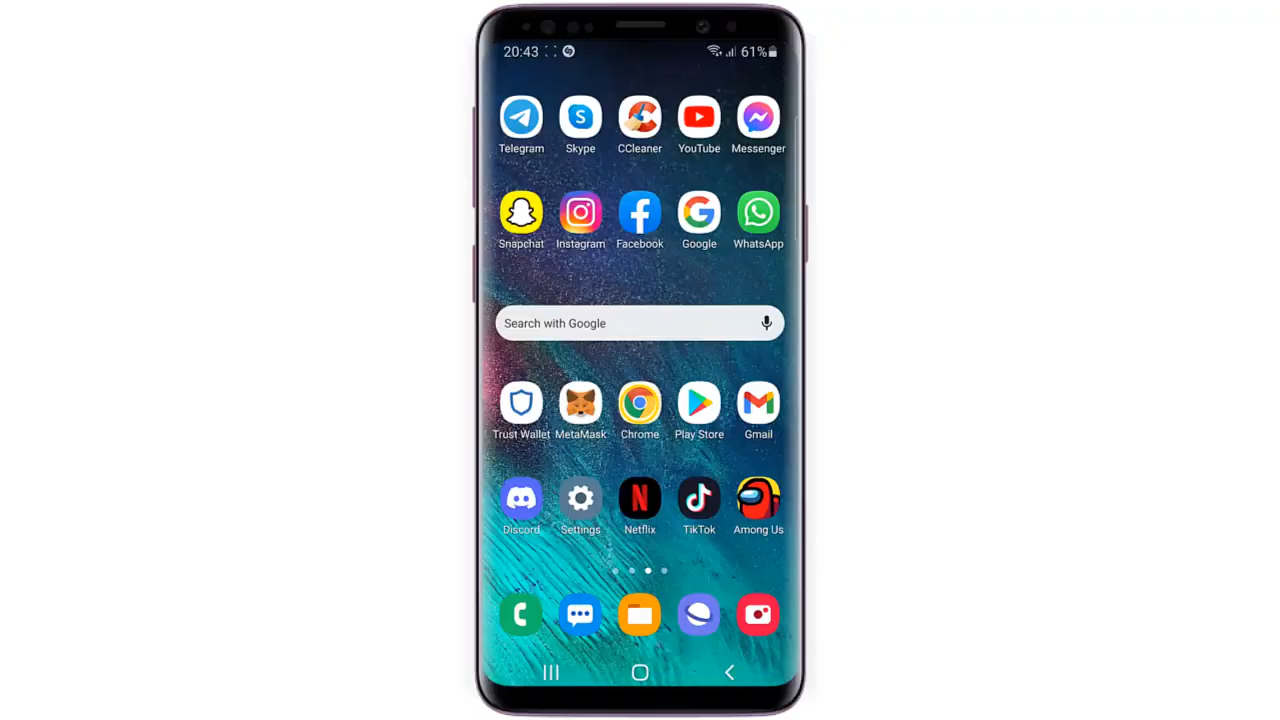 20:43 61%
Telegram Skype CCleaner YouTube Messenger
Snapchat Instagram Facebook Google WhatsApp
Search with Google
Trust Wallet MetaMask Chrome Play Store Gmail
Discord Settings Netflix TikTok Among Us